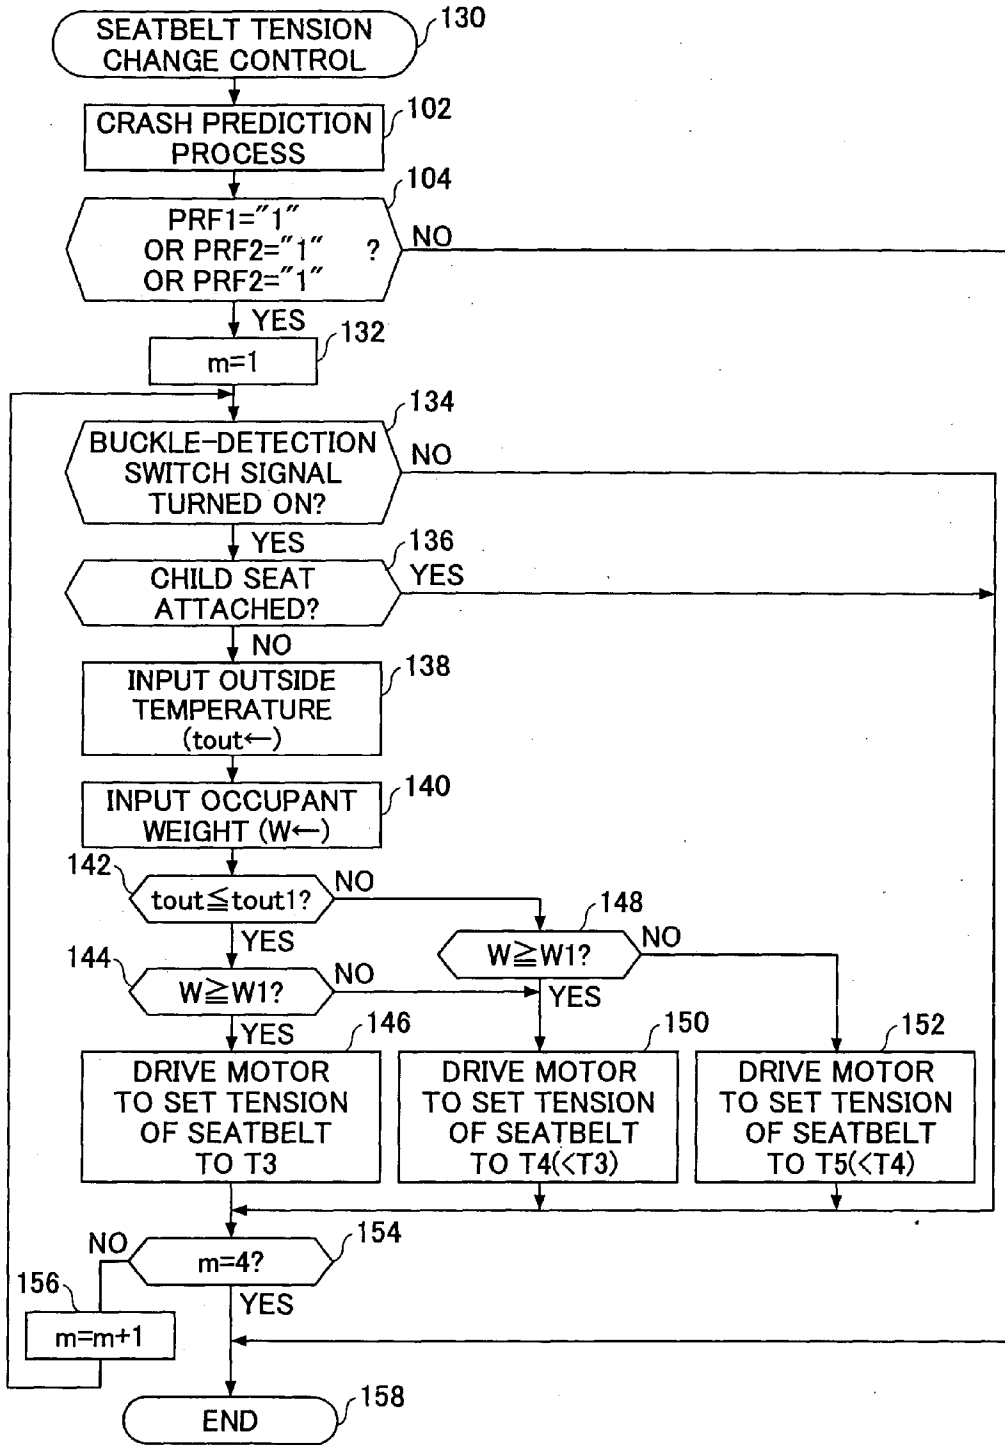 SEATBELT TENSION
CHANGE CONTROL
130
CRASH PREDICTION
PROCESS
102
104
PRF1="1"
OR PRF2="1" ?
OR PRF2="1"
NO
YES
132
m=1
134
BUCKLE-DETECTION
SWITCH SIGNAL
TURNED ON?
NO
YES
136
CHILD SEAT
ATTACHED?
YES
NO
138
INPUT OUTSIDE
TEMPERATURE
(tout←)
140
INPUT OCCUPANT
WEIGHT (W←)
142
tout≦tout1?
NO
YES
148
W≧W1?
NO
YES
144
W≧W1?
NO
YES
146
DRIVE MOTOR
TO SET TENSION
OF SEATBELT
TO T3
150
DRIVE MOTOR
TO SET TENSION
OF SEATBELT
TO T4(<T3)
152
DRIVE MOTOR
TO SET TENSION
OF SEATBELT
TO T5(<T4)
154
m=4?
NO
YES
156
m=m+1
END
158